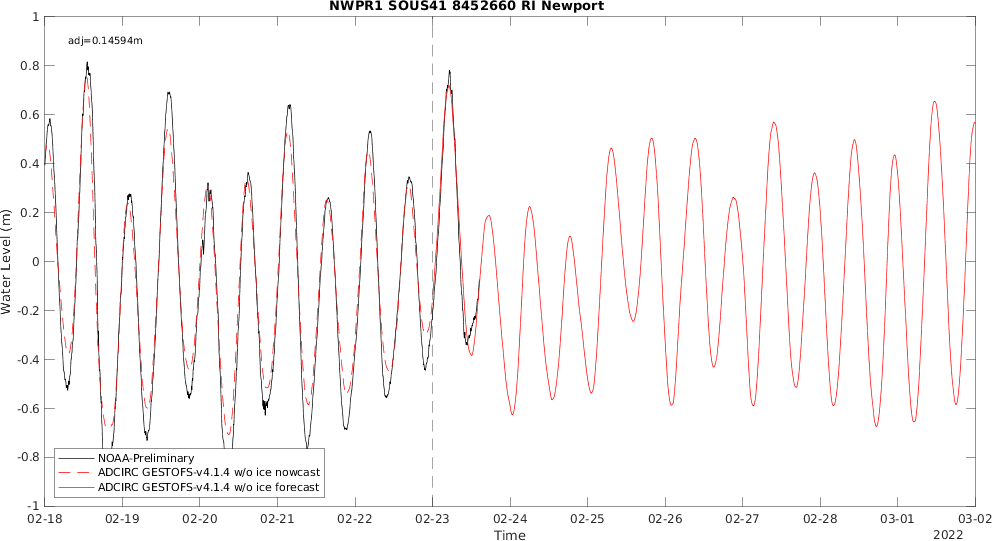 NWPR1 SOUS41 8452660 RI Newport
adj=0.14594m
1
0.8
0.6
0.4
0.2
0
-0.2
-0.4
-0.6
-0.8
-1
Water Level (m)
NOAA-Preliminary
ADCIRC GESTOFS-v4.1.4 w/o ice nowcast
ADCIRC GESTOFS-v4.1.4 w/o ice forecast
02-18 02-19 02-20 02-21 02-22 02-23 02-24 02-25 02-26 02-27 02-28 03-01 03-02
Time
2022